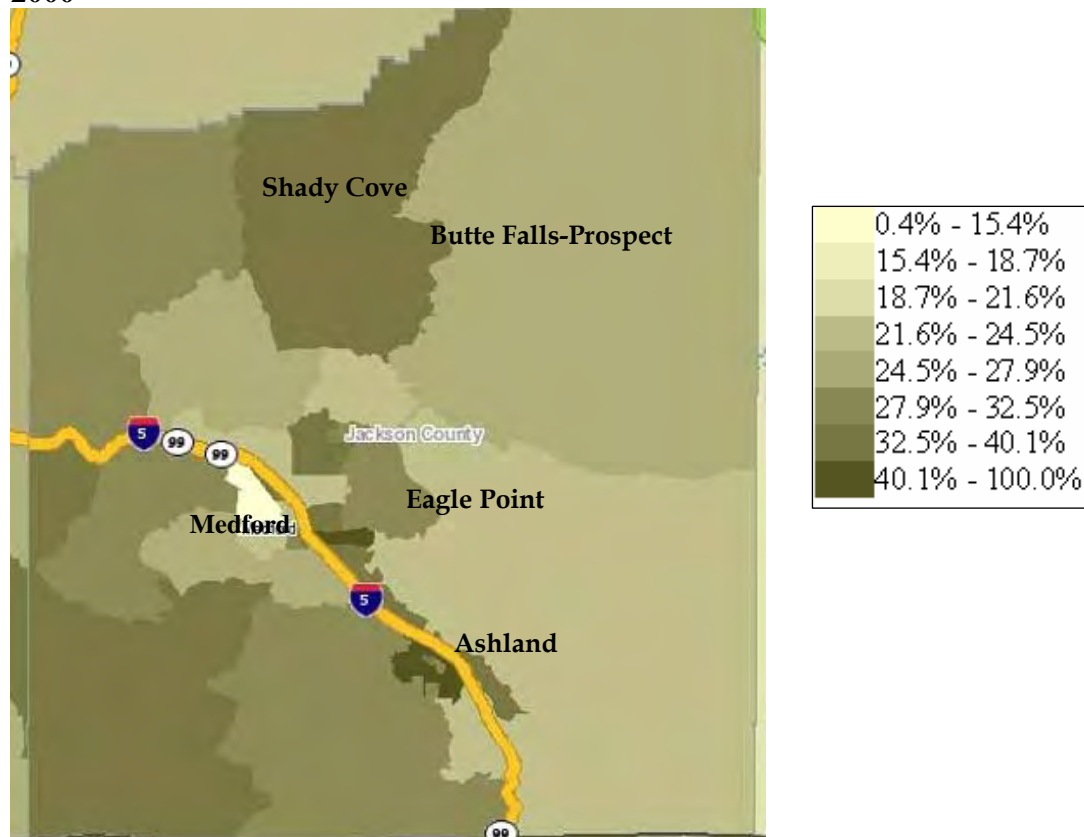 2000
Shady Cove
Butte Falls-Prospect
0.4% - 15.4%
15.4% - 18.7%
18.7% - 21.6%
21.6% - 24.5%
24.5% - 27.9%
27.9% - 32.5%
32.5% - 40.1%
40.1% - 100.0%
5
99
99
Jackson County
Eagle Point
Medford
Medford
5
Ashland
99